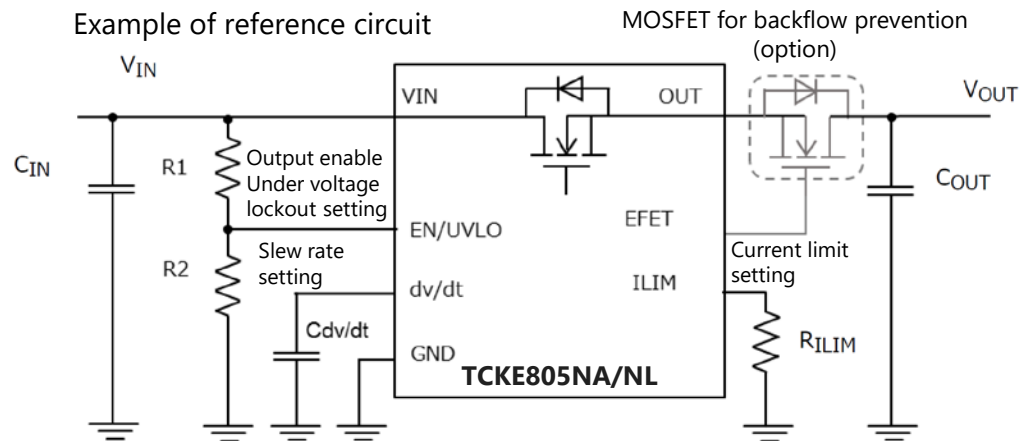 Example of reference circuit
MOSFET for backflow prevention
(option)
VIN
VIN
OUT
VOUT
CIN
R1
Output enable
Under voltage
lockout setting
COUT
EN/UVLO
EFET
R2
Slew rate
setting
Current limit
setting
dv/dt
ILIM
Cdv/dt
GND
RILIM
TCKE805NA/NL